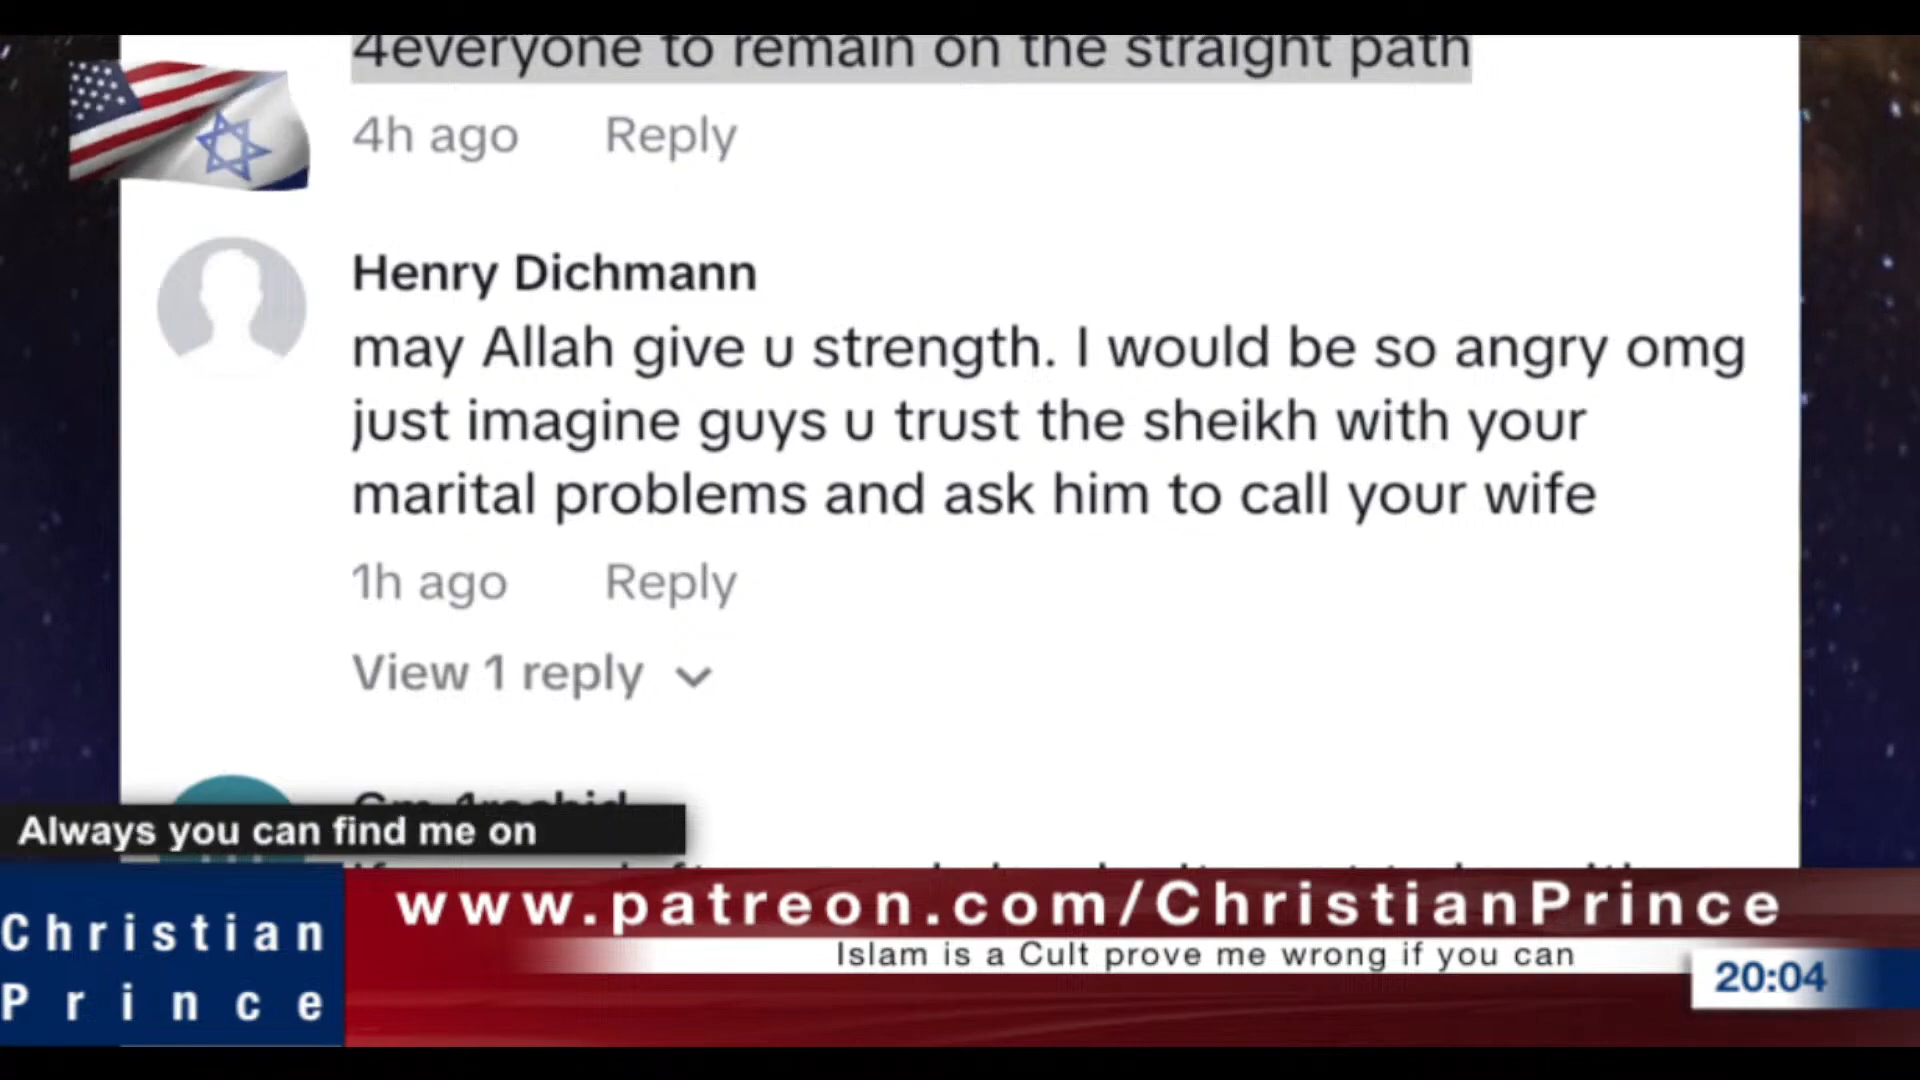 4everyone to remain on the straight path
4h ago Reply
Henry Dichmann
may Allah give u strength. I would be so angry omg
just imagine guys u trust the sheikh with your
marital problems and ask him to call your wife
1h ago Reply
View 1 reply
Always you can find me on
www.patreon.com/ChristianPrince
Islam is a Cult prove me wrong if you can
Christian
Prince
20:04